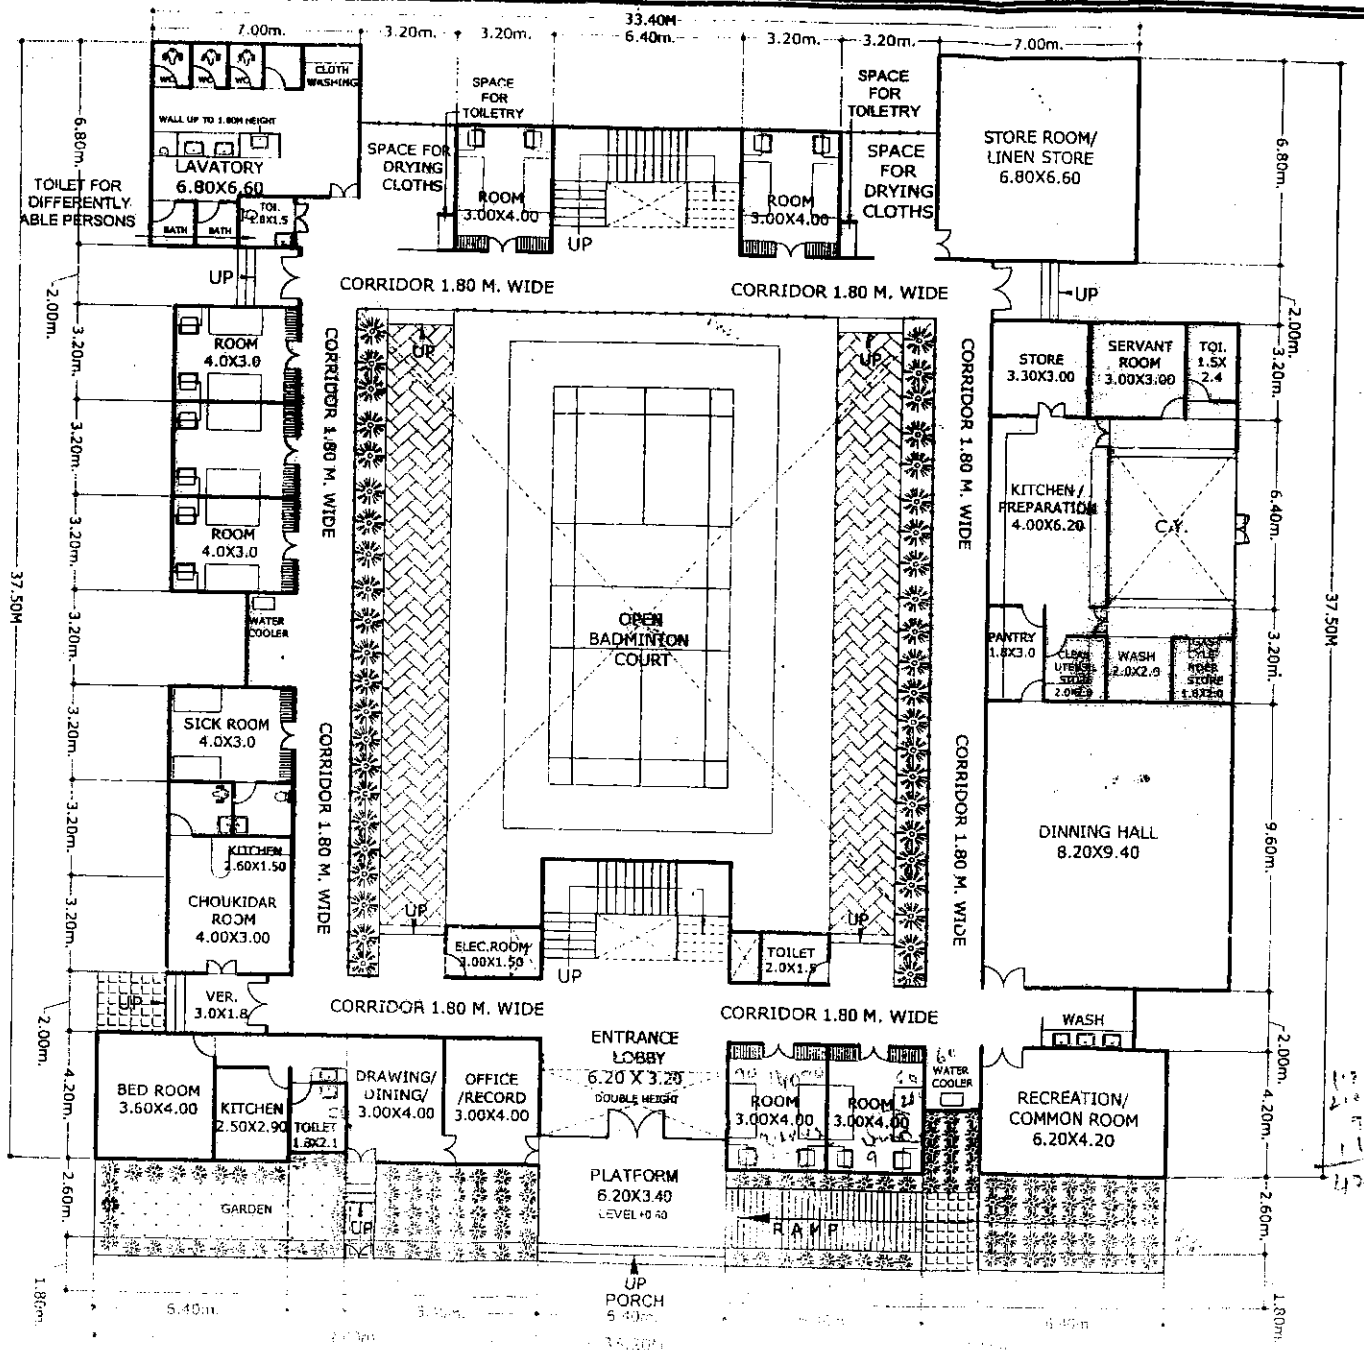 33.40M
7.00m.
3.20m.
3.20m.
6.40m.
3.20m.
3.20m.
7.00m.
WC
WC
WC
CLOTH
WASHING
WALL UP TO 1.80M HEIGHT
LAVATORY
6.80X6.60
TOILET FOR
DIFFERENTLY
ABLE PERSONS
TOI.
BATH
BATH
SPACE
FOR
TOILETRY
SPACE FOR
DRYING
CLOTHS
ROOM
3.00X4.00
UP
ROOM
3.00X4.00
SPACE
FOR
TOILETRY
SPACE
FOR
DRYING
CLOTHS
STORE ROOM/
LINEN STORE
6.80X6.60
6.80m.
2.00m.
3.20m.
3.20m.
3.20m.
3.20m.
3.20m.
3.20m.
3.20m.
2.00m.
4.20m.
2.60m.
1.80m.
37.50M
6.80m.
2.00m.
3.20m.
6.40m.
3.20m.
9.60m.
2.00m.
4.20m.
2.60m.
1.80m.
37.50M
UP
CORRIDOR 1.80 M. WIDE
CORRIDOR 1.80 M. WIDE
UP
ROOM
4.0X3.0
ROOM
4.0X3.0
CORRIDOR 1.80 M. WIDE
UP
UP
CORRIDOR 1.80 M. WIDE
STORE
3.30X3.00
SERVANT
ROOM
3.00X3.00
TOI.
1.5X
2.4
KITCHEN/
PREPARATION
4.00X6.20
C.Y.
WATER
COOLER
OPEN
BADMINTON
COURT
PANTRY
1.8X3.0
WASH
SICK ROOM
4.0X3.0
CORRIDOR 1.80 M. WIDE
CORRIDOR 1.80 M. WIDE
DINNING HALL
8.20X9.40
KITCHEN
2.60X1.50
CHOUKIDAR
ROOM
4.00X3.00
UP
ELEC.ROOM
3.00X1.50
UP
TOILET
UP
UP
VER.
3.0X1.8
CORRIDOR 1.80 M. WIDE
CORRIDOR 1.80 M. WIDE
WASH
ENTRANCE
LOBBY
6.20 X 3.20
DOUBLE HEIGHT
BED ROOM
3.60X4.00
KITCHEN
2.50X2.90
TOILET
1.8X2.1
DRAWING/
DINING/
3.00X4.00
OFFICE
/RECORD
3.00X4.00
ROOM
3.00X4.00
ROOM
3.00X4.00
WATER
COOLER
RECREATION/
COMMON ROOM
6.20X4.20
PLATFORM
6.20X3.40
GARDEN
UP
RAMP
UP
PORCH